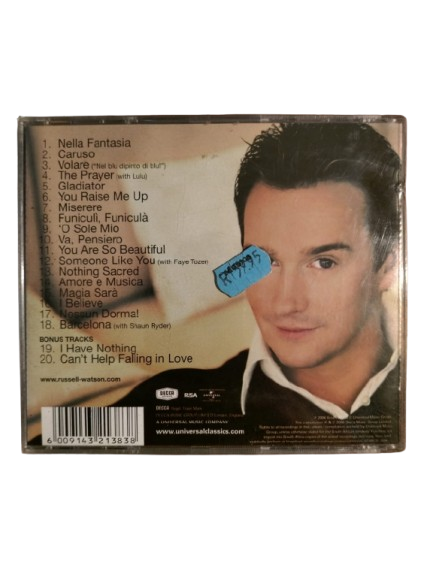 1. Nella Fantasia
2. Caruso
3. Volare ("Nel blu dipinto di blu")
4. The Prayer (with Lulu)
5. Gladiator
6. You Raise Me Up
7. Miserere
8. Funiculì, Funiculà
9. 'O Sole Mio
10. Va, Pensiero
11. You Are So Beautiful
12. Someone Like You (with Faye Tozer)
13. Nothing Sacred
14. Amore e Musica
15. Magia Sarà
16. I Believe
17. Nessun Dorma!
18. Barcelona (with Shaun Ryder)
BONUS TRACKS
19. I Have Nothing
20. Can't Help Falling in Love
www.russell-watson.com
DECCA
RSA
UNIVERSAL
DECCA
A UNIVERSAL MUSIC COMPANY
www.universalclassics.com
6 009143 213838